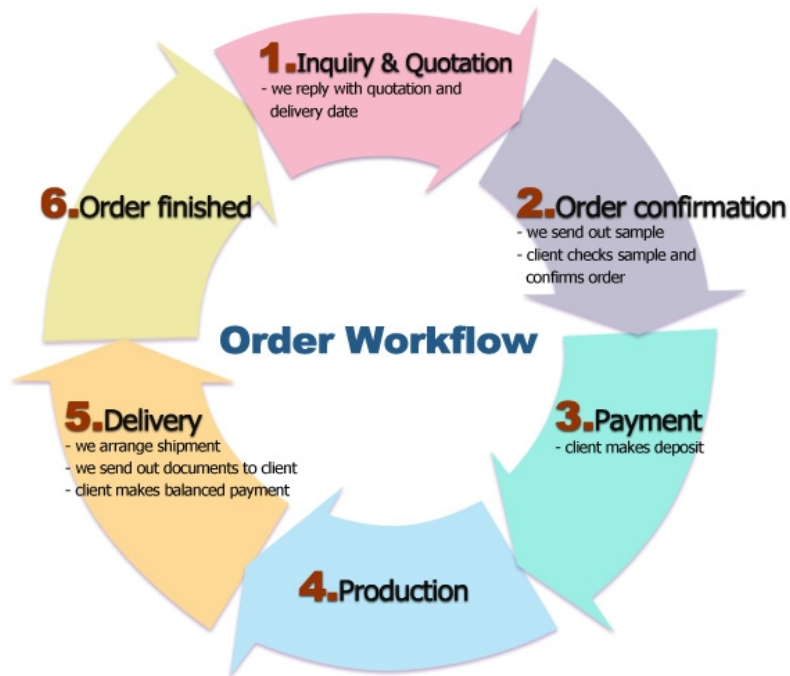 1.Inquiry & Quotation
- we reply with quotation and
delivery date
2.Order confirmation
- we send out sample
- client checks sample and
confirms order
3.Payment
- client makes deposit
4.Production
5.Delivery
- we arrange shipment
- we send out documents to client
- client makes balanced payment
6.Order finished
Order Workflow